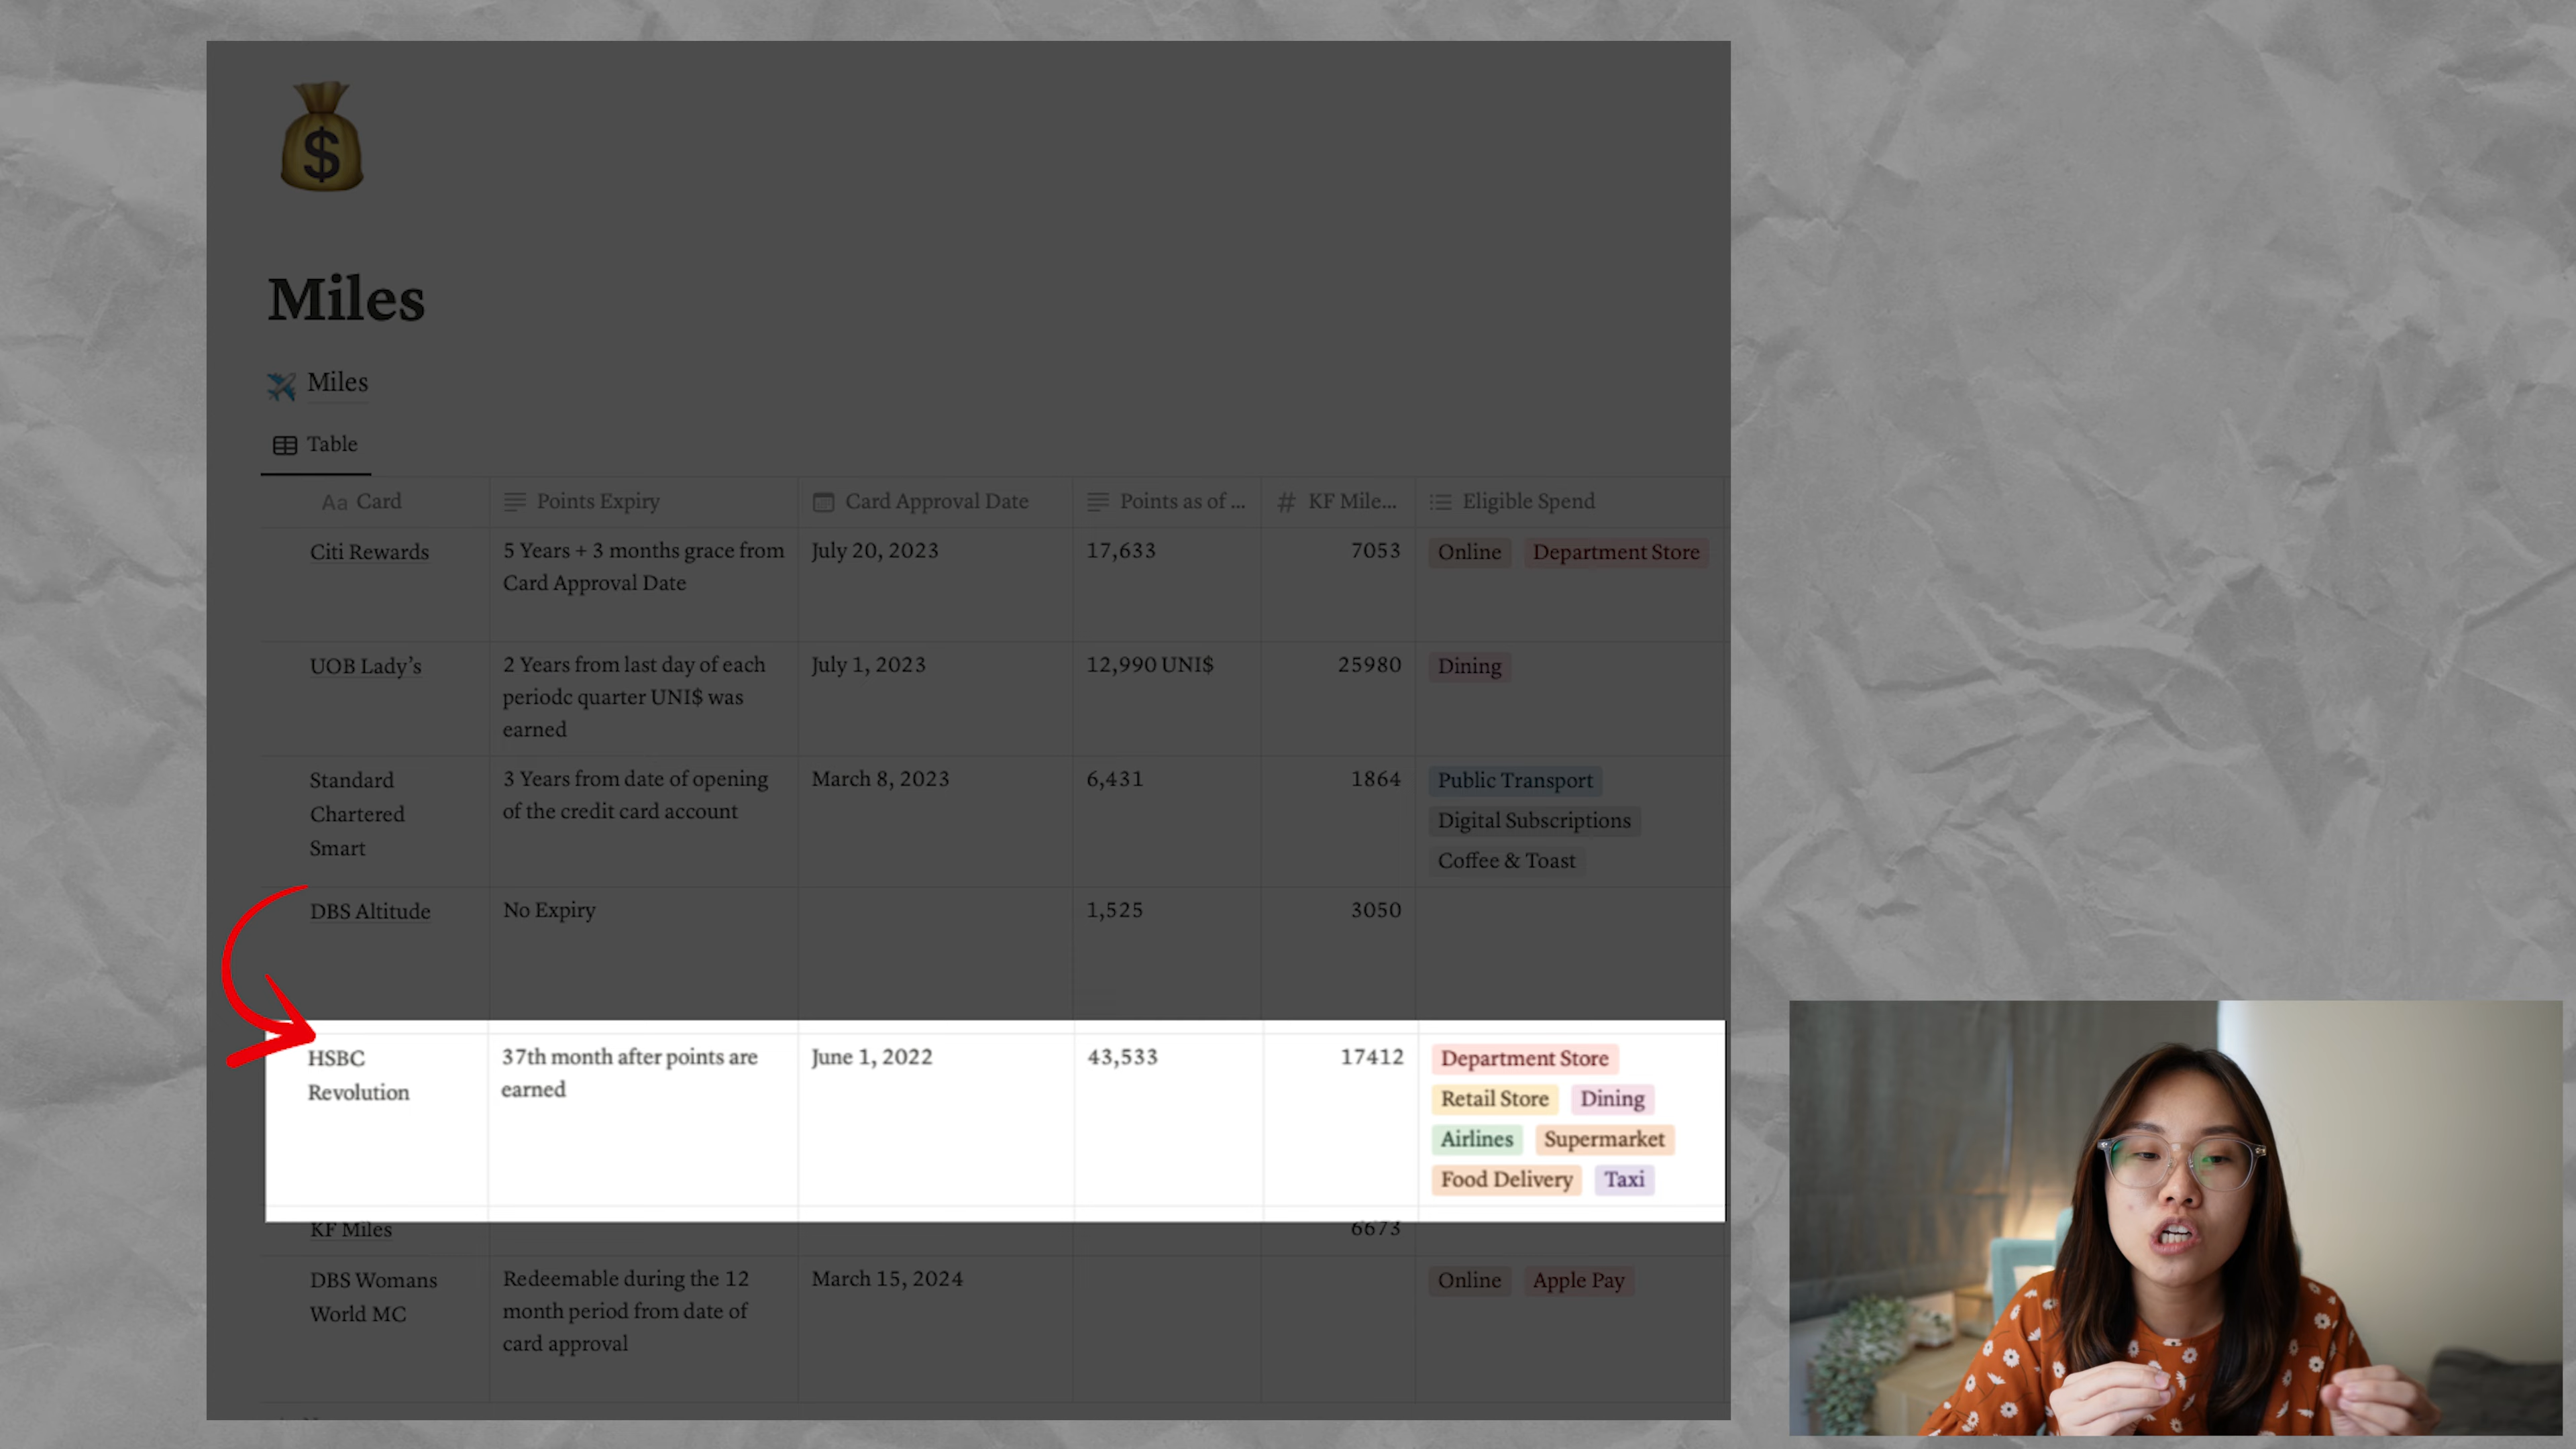 $
Miles
Miles
Table
Aa Card Points Expiry Card Approval Date Points as of ... # KF Mile... Eligible Spend
Citi Rewards 5 Years + 3 months grace from July 20, 2023 17,633 7053 Online Department Store
Card Approval Date
UOB Lady's 2 Years from last day of each July 1, 2023 12,990 UNI$ 25980 Dining
periodc quarter UNI$ was
earned
Standard 3 Years from date of opening March 8, 2023 6,431 1864 Public Transport
Chartered of the credit card account Digital Subscriptions
Smart Coffee & Toast
DBS Altitude No Expiry 1,525 3050
HSBC 37th month after points are June 1, 2022 43,533 17412 Department Store
Revolution earned Retail Store Dining
Airlines Supermarket
Food Delivery Taxi
KF Miles 6673
DBS Womans Redeemable during the 12 March 15, 2024 Online Apple Pay
World MC month period from date of
card approval